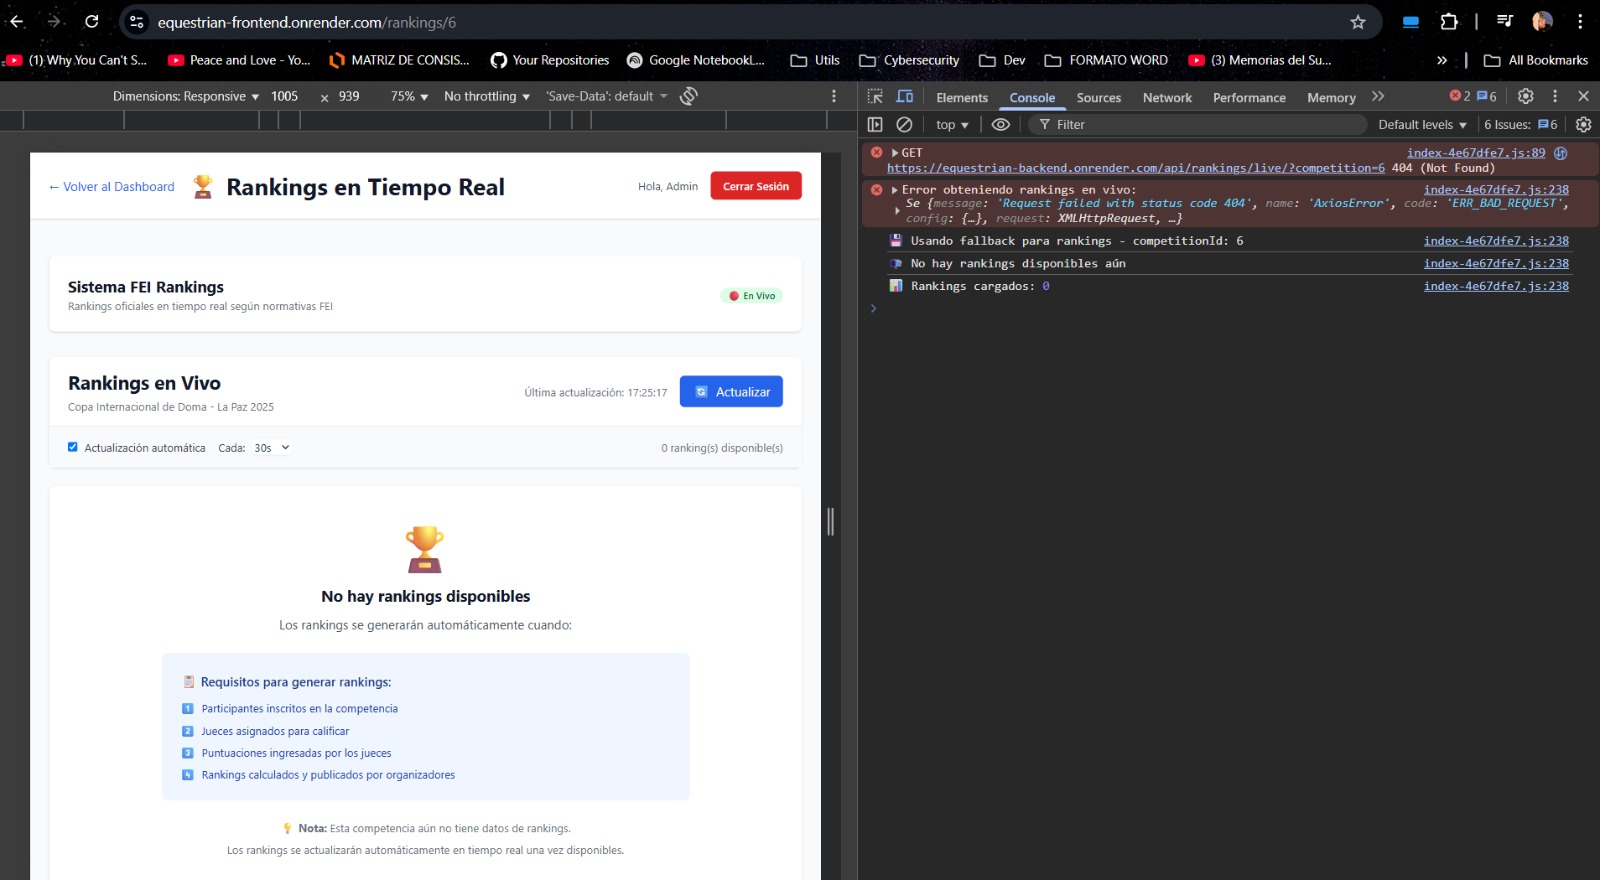 equestrian-frontend.onrender.com/rankings/6
(1) Why You Can't S...
Peace and Love - Yo...
MATRIZ DE CONSIS...
Your Repositories
Google NotebookL...
Utils
Cybersecurity
Dev
FORMATO WORD
(3) Memorias del Su...
»
All Bookmarks
Dimensions: Responsive 1005 x 939 75% No throttling 'Save-Data': default
Elements Console Sources Network Performance Memory 2 6
top Filter Default levels 6 Issues: 6
← Volver al Dashboard
🏆 Rankings en Tiempo Real
Hola, Admin
Cerrar Sesión
Sistema FEI Rankings
Rankings oficiales en tiempo real según normativas FEI
En Vivo
Rankings en Vivo
Copa Internacional de Doma - La Paz 2025
Última actualización: 17:25:17
Actualizar
Actualización automática Cada: 30s
0 ranking(s) disponible(s)
No hay rankings disponibles
Los rankings se generarán automáticamente cuando:
📋 Requisitos para generar rankings:
1 Participantes inscritos en la competencia
2 Jueces asignados para calificar
3 Puntuaciones ingresadas por los jueces
4 Rankings calculados y publicados por organizadores
💡 Nota: Esta competencia aún no tiene datos de rankings.
Los rankings se actualizarán automáticamente en tiempo real una vez disponibles.
GET index-4e67dfe7.js:89
https://equestrian-backend.onrender.com/api/rankings/live/?competition=6 404 (Not Found)
Error obteniendo rankings en vivo: index-4e67dfe7.js:238
Se {message: 'Request failed with status code 404', name: 'AxiosError', code: 'ERR_BAD_REQUEST',
config: {…}, request: XMLHttpRequest, …}
Usando fallback para rankings - competitionId: 6 index-4e67dfe7.js:238
No hay rankings disponibles aún index-4e67dfe7.js:238
Rankings cargados: 0 index-4e67dfe7.js:238